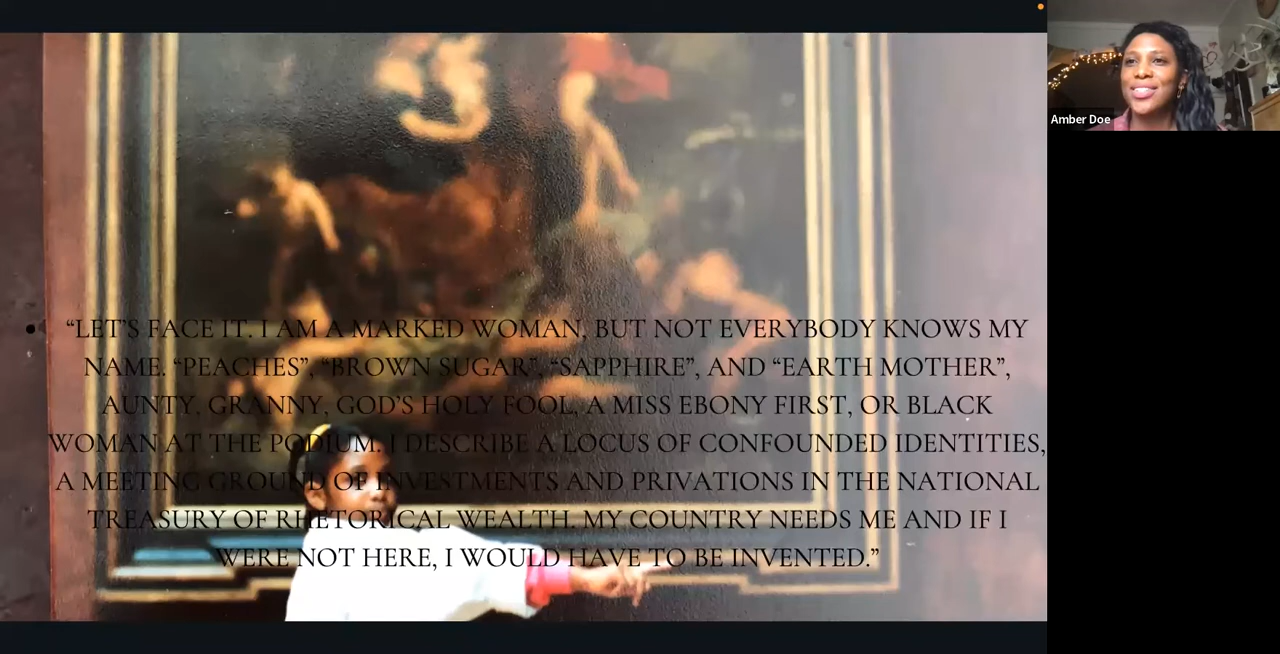 “LET’S FACE IT. I AM A MARKED WOMAN, BUT NOT EVERYBODY KNOWS MY
NAME. “PEACHES”, “BROWN SUGAR”, “SAPPHIRE”, AND “EARTH MOTHER”,
AUNTY, GRANNY, GOD’S HOLY FOOL, A MISS EBONY FIRST, OR BLACK
WOMAN AT THE PODIUM. I DESCRIBE A LOCUS OF CONFOUNDED IDENTITIES,
A MEETING GROUND OF INVESTMENTS AND PRIVATIONS IN THE NATIONAL
TREASURY OF RHETORICAL WEALTH. MY COUNTRY NEEDS ME AND IF I
WERE NOT HERE, I WOULD HAVE TO BE INVENTED.”
Amber Doe